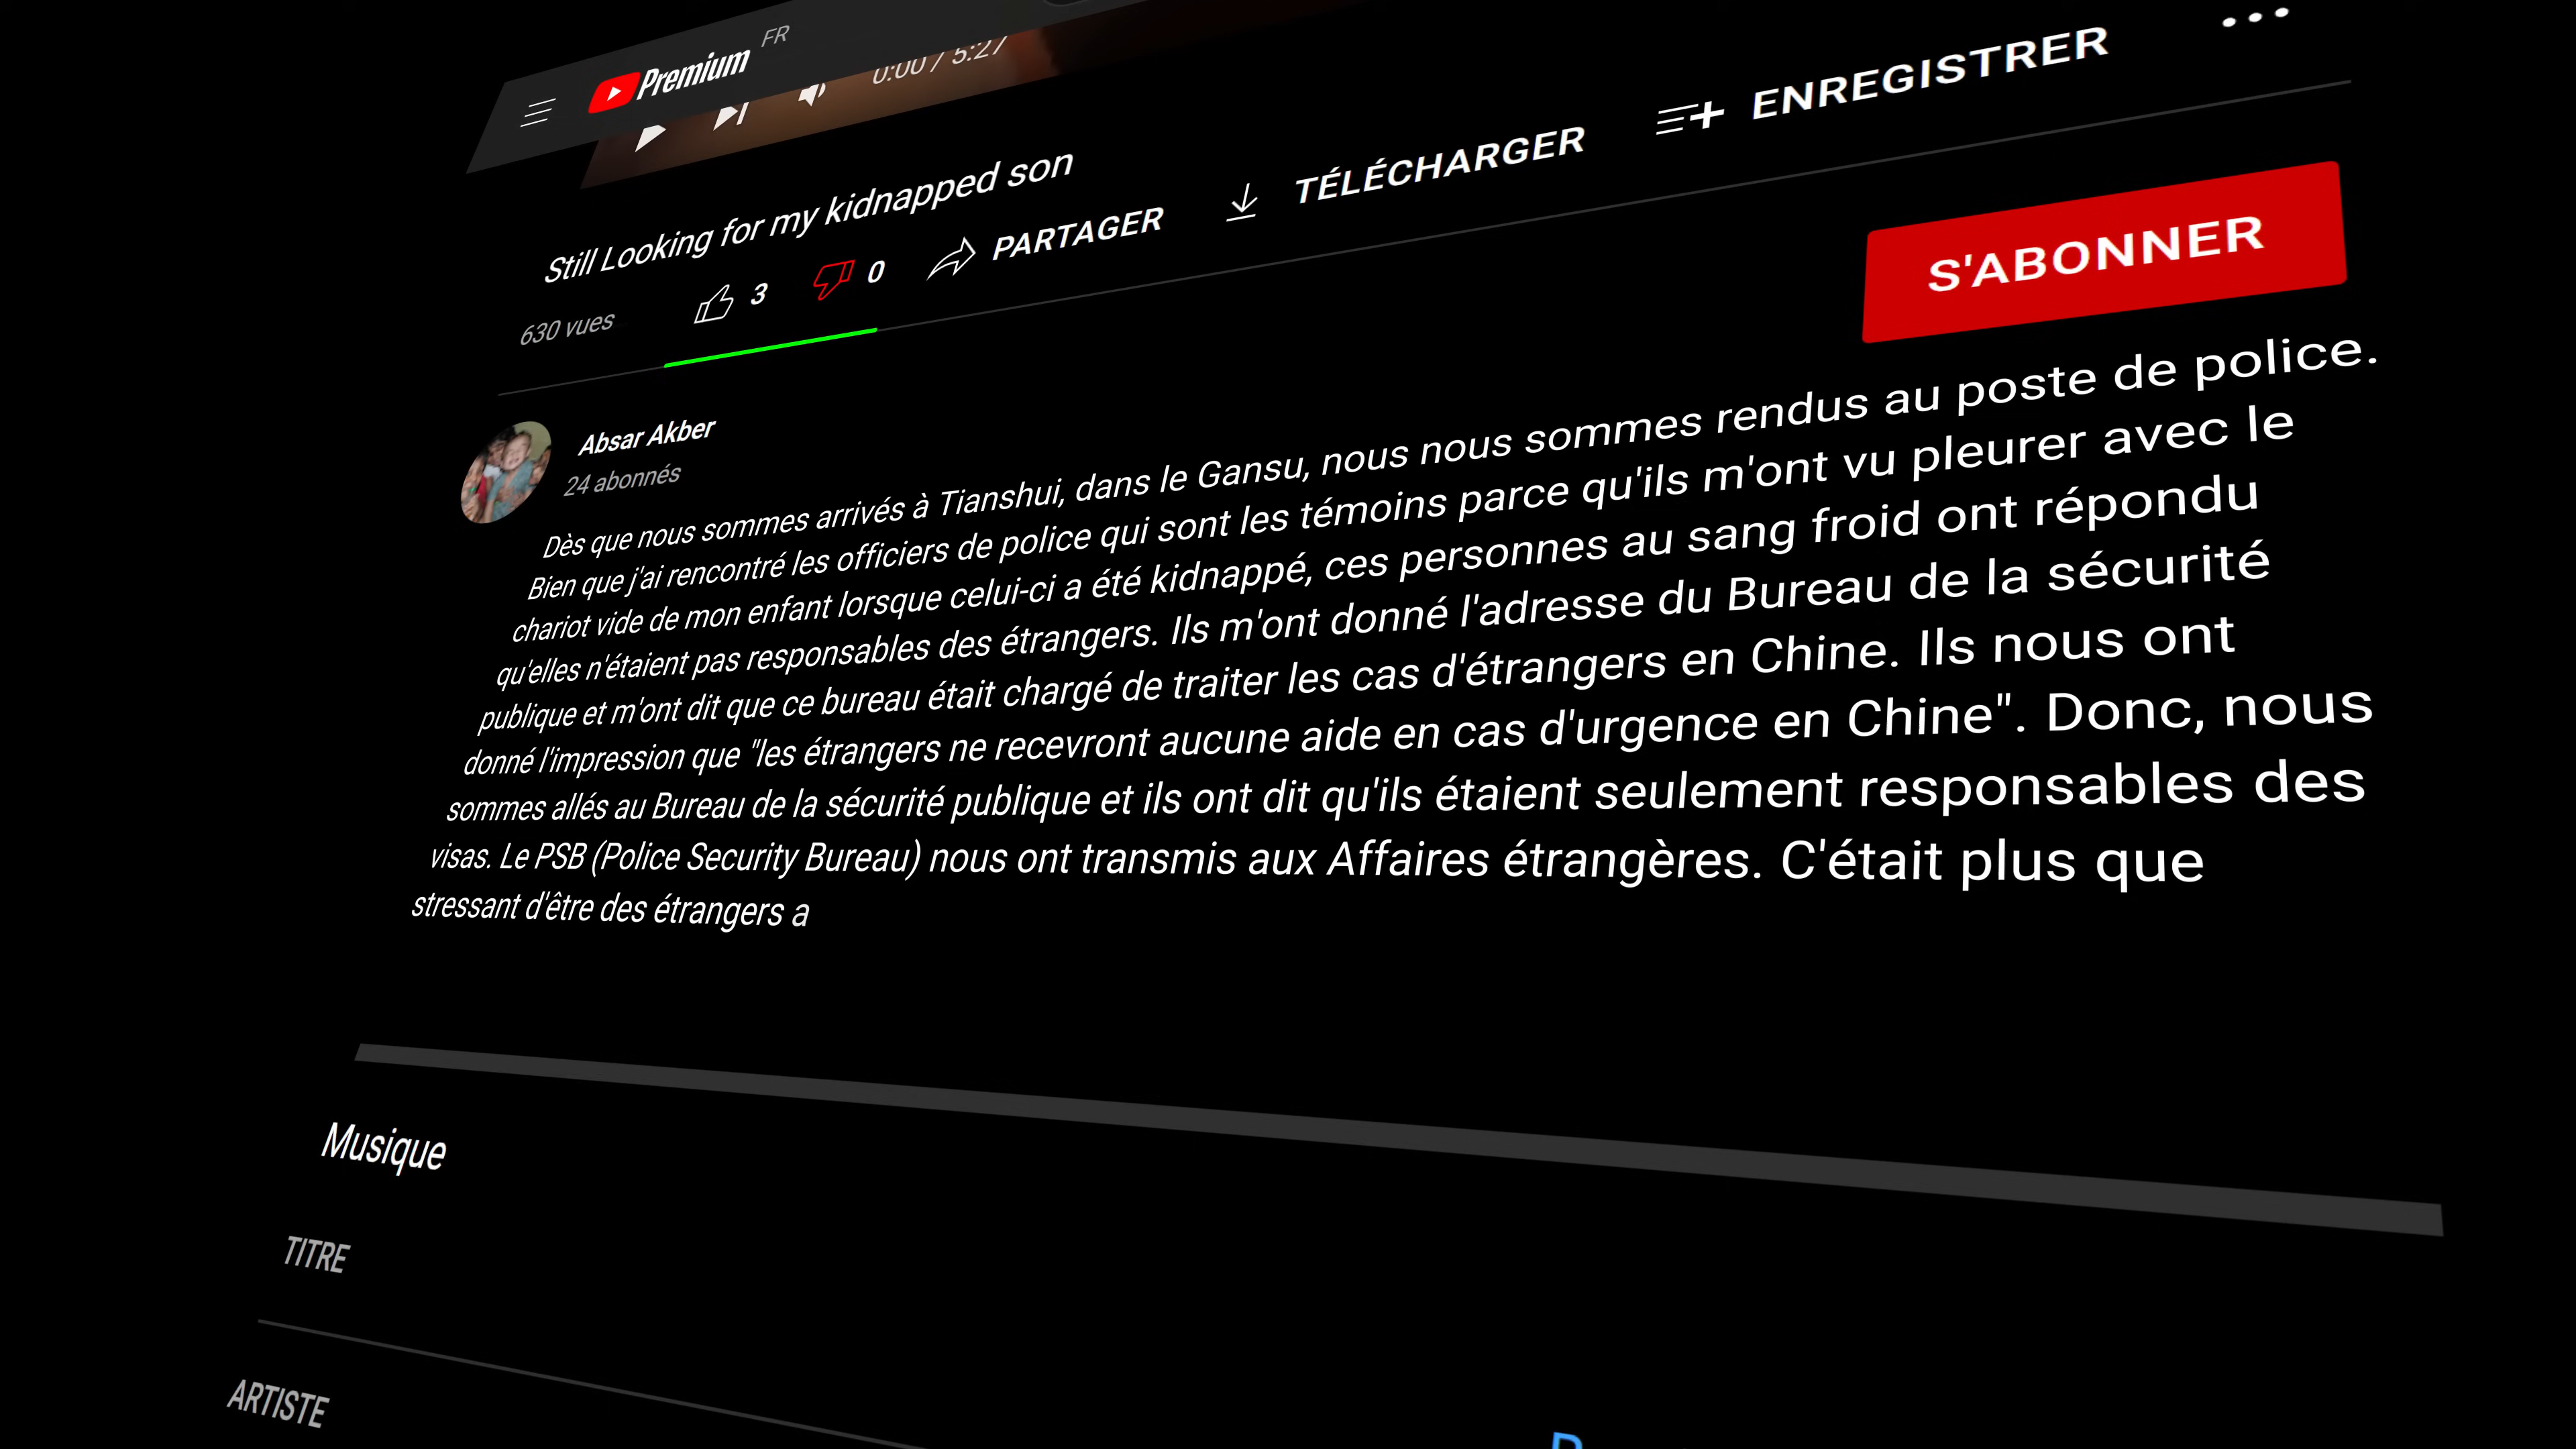 Premium FR
0:00 / 5:27
Still Looking for my kidnapped son
630 vues
3
0
PARTAGER
TÉLÉCHARGER
ENREGISTRER
Absar Akber
24 abonnés
S'ABONNER
Dès que nous sommes arrivés à Tianshui, dans le Gansu, nous nous sommes rendus au poste de police.
Bien que j'ai rencontré les officiers de police qui sont les témoins parce qu'ils m'ont vu pleurer avec le
chariot vide de mon enfant lorsque celui-ci a été kidnappé, ces personnes au sang froid ont répondu
qu'elles n'étaient pas responsables des étrangers. Ils m'ont donné l'adresse du Bureau de la sécurité
publique et m'ont dit que ce bureau était chargé de traiter les cas d'étrangers en Chine. Ils nous ont
donné l'impression que "les étrangers ne recevront aucune aide en cas d'urgence en Chine". Donc, nous
sommes allés au Bureau de la sécurité publique et ils ont dit qu'ils étaient seulement responsables des
visas. Le PSB (Police Security Bureau) nous ont transmis aux Affaires étrangères. C'était plus que
stressant d'être des étrangers a
Musique
TITRE
ARTISTE